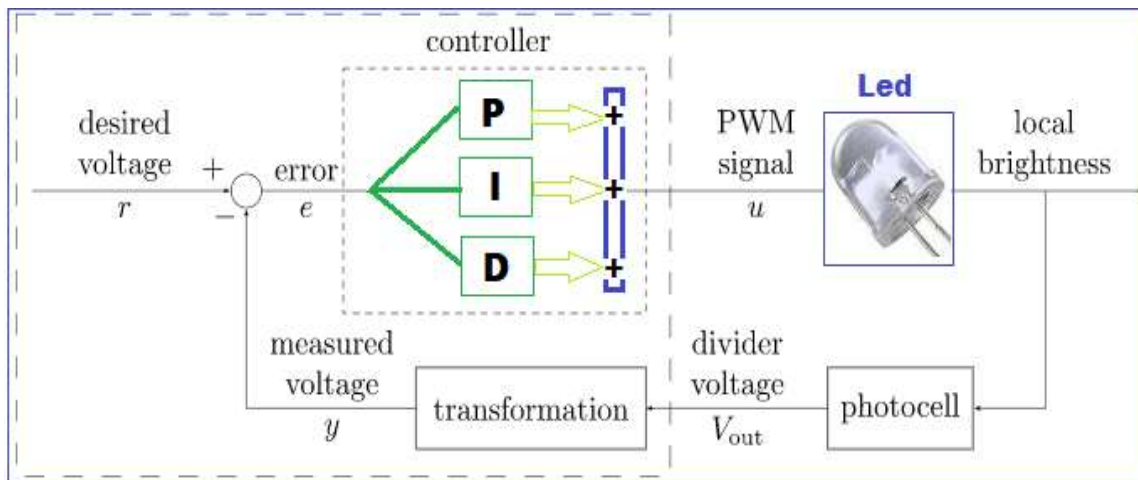 controller
Led
P
+
desired
voltage
PWM
signal
local
brightness
+
error
I
+
−
r
e
u
D
+
measured
voltage
divider
voltage
transformation
photocell
y
Vout